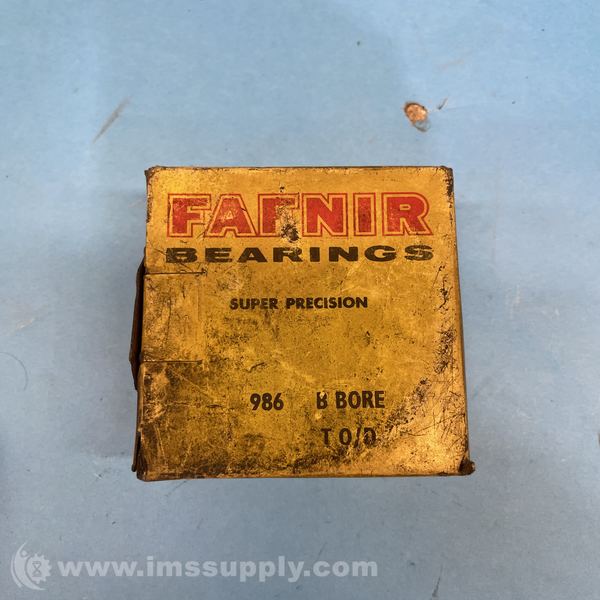 FAFNIR
BEARINGS
SUPER PRECISION
986 B BORE
T O/D
www.imssupply.com